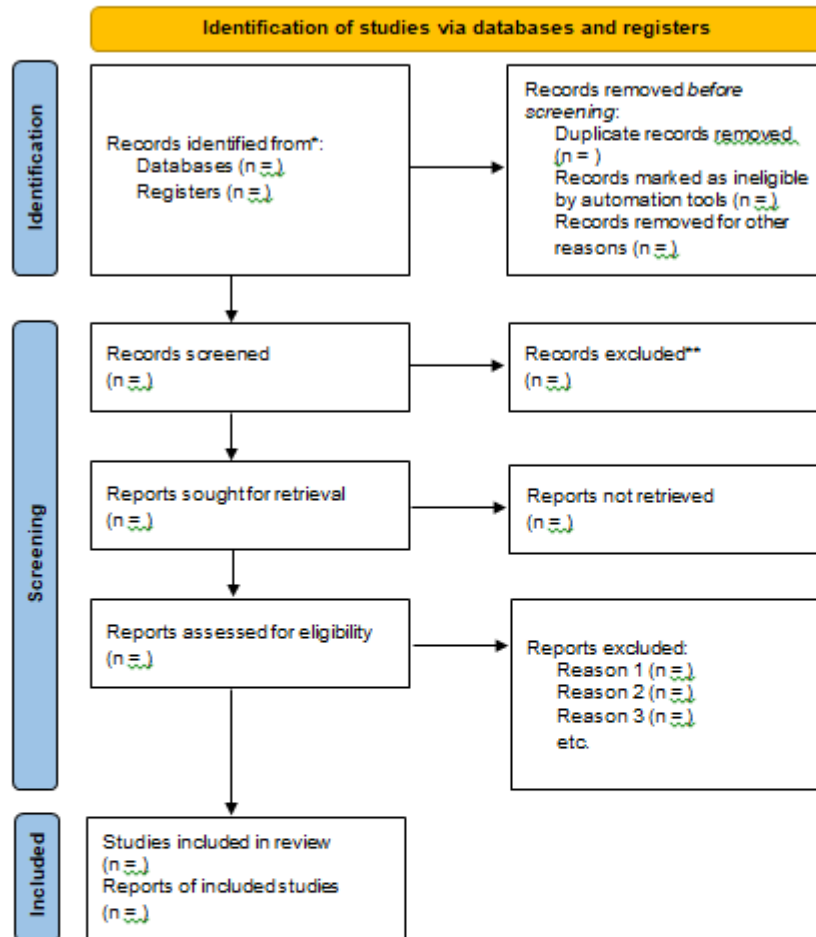 Identification of studies via databases and registers
Identification
Records identified from*:
Databases (n = )
Registers (n = )
Records removed before
screening:
Duplicate records removed
(n = )
Records marked as ineligible
by automation tools (n = )
Records removed for other
reasons (n = )
Screening
Records screened
(n = )
Records excluded**
(n = )
Reports sought for retrieval
(n = )
Reports not retrieved
(n = )
Reports assessed for eligibility
(n = )
Reports excluded:
Reason 1 (n = )
Reason 2 (n = )
Reason 3 (n = )
etc.
Included
Studies included in review
(n = )
Reports of included studies
(n = )